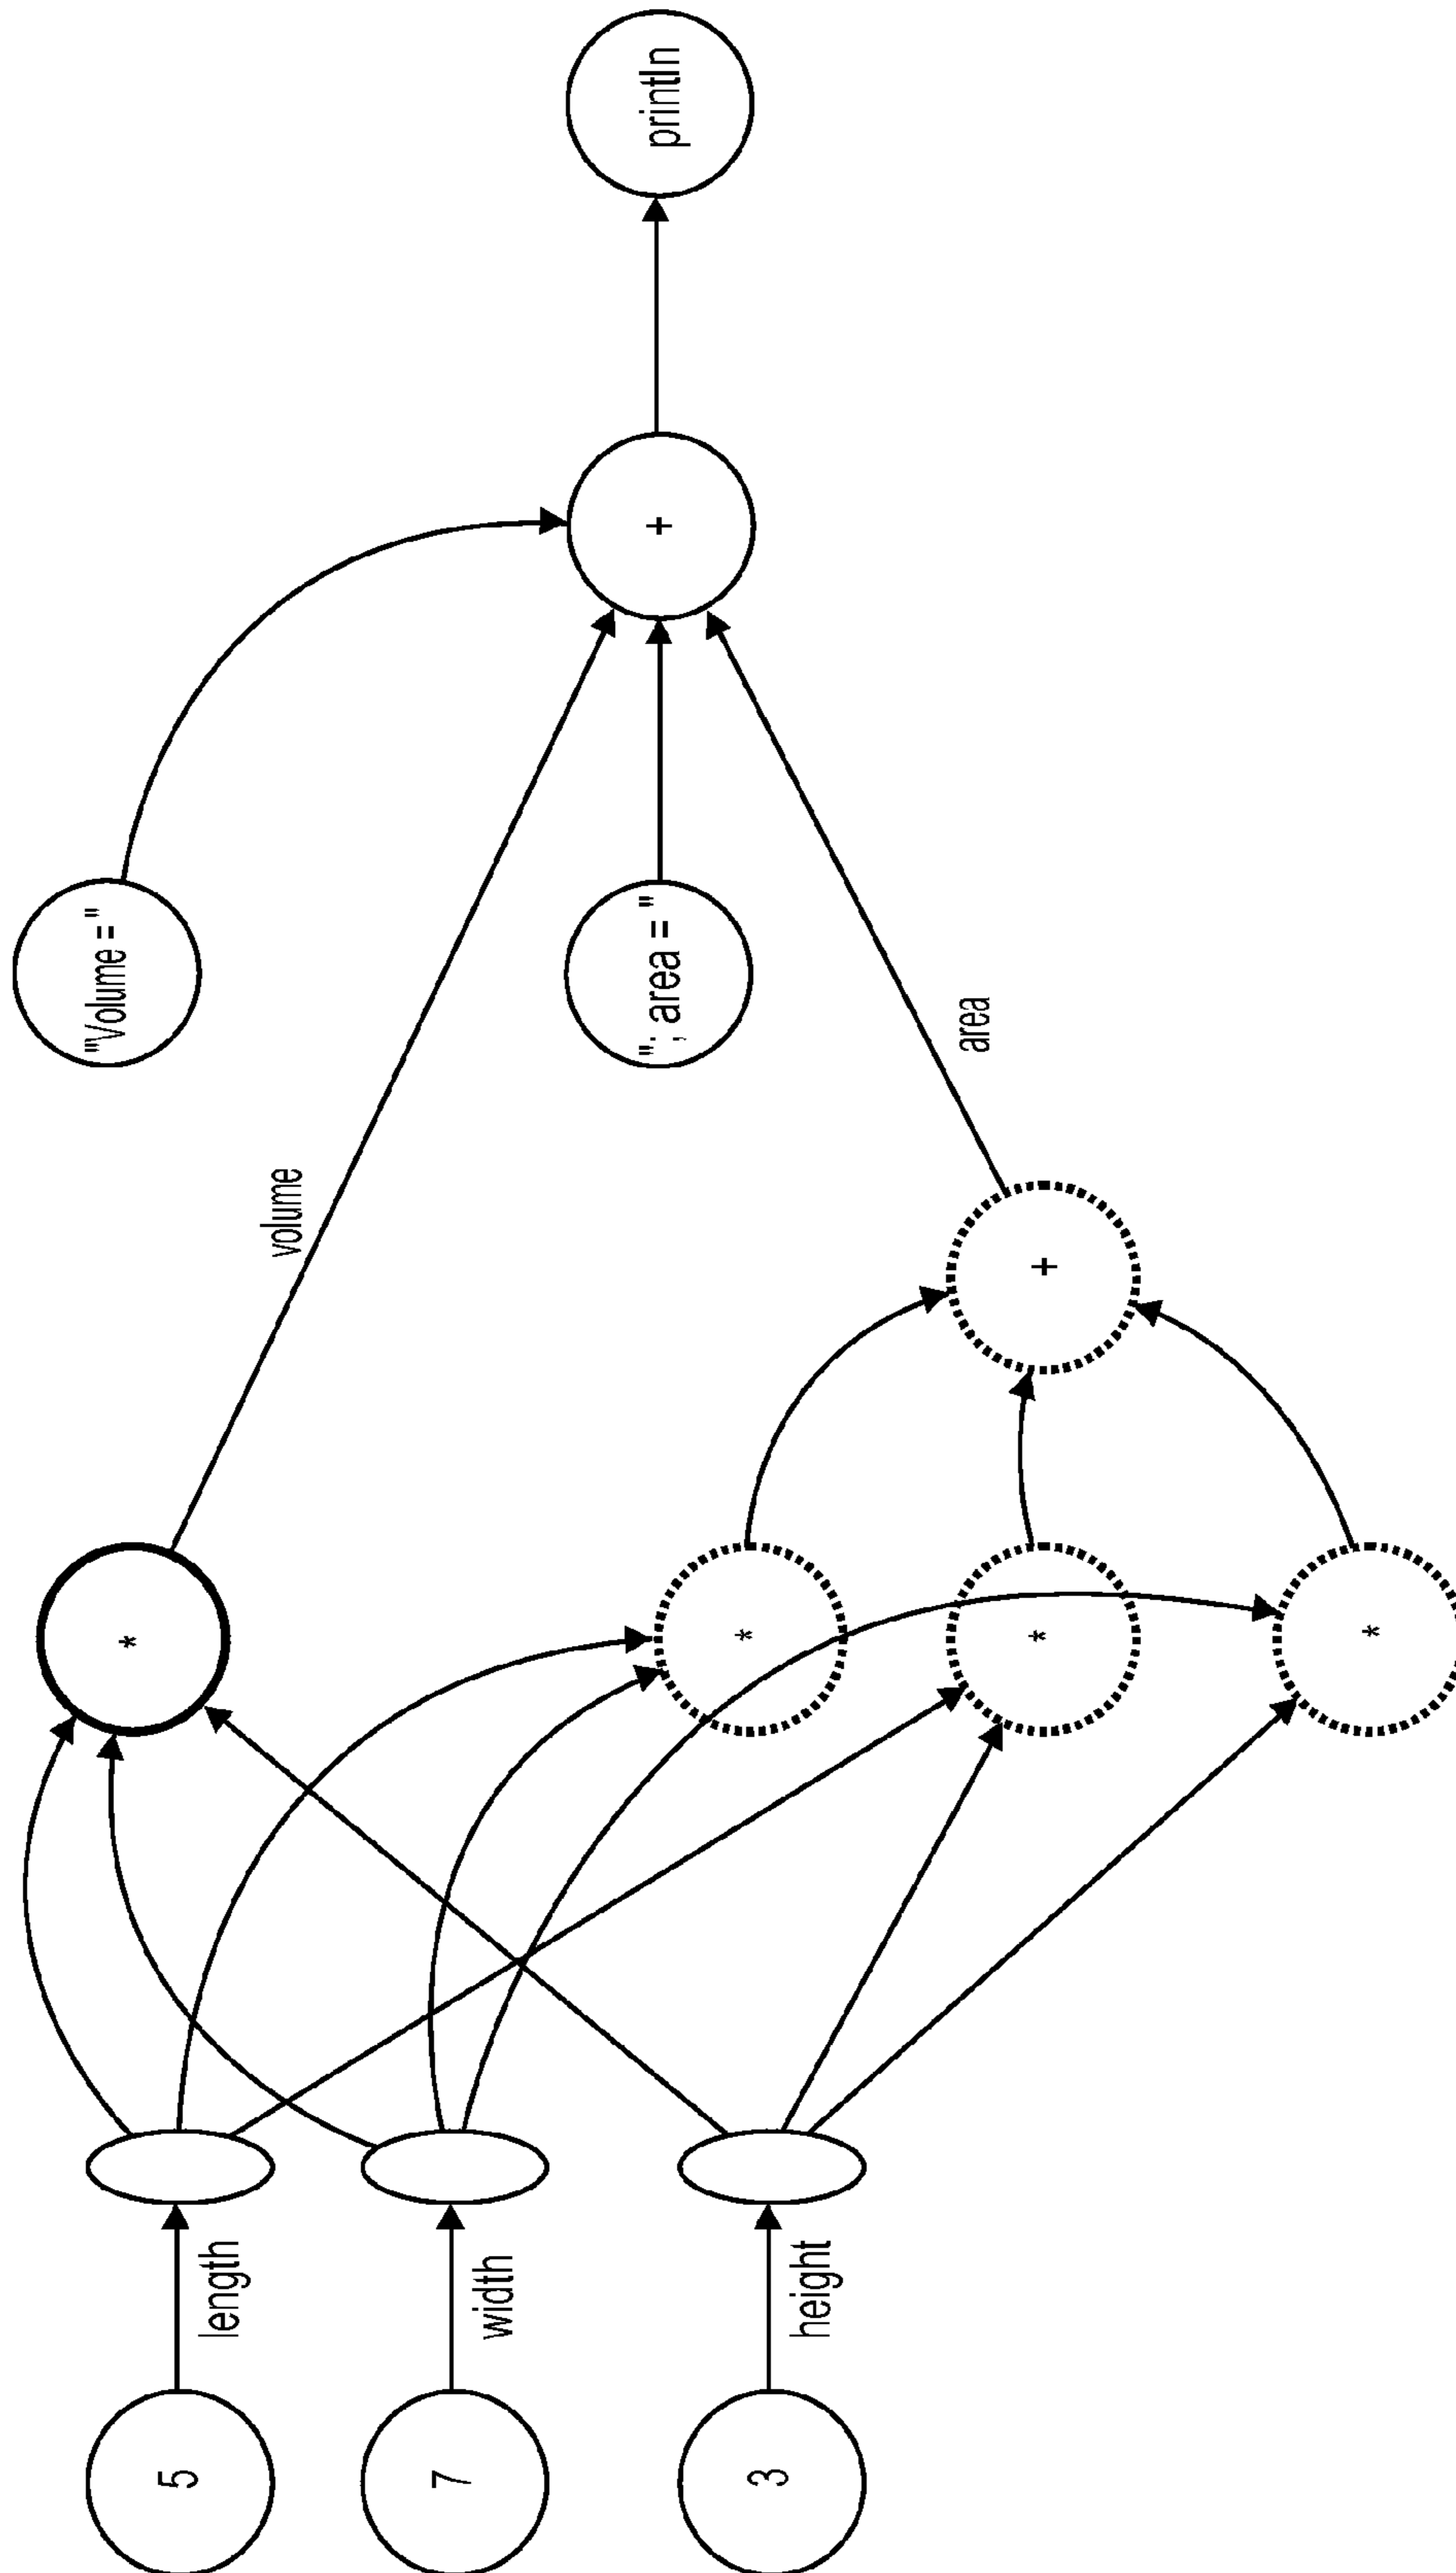 5
length
7
width
3
height
*
*
*
*
+
volume
area
"Volume = "
"; area = "
+
println